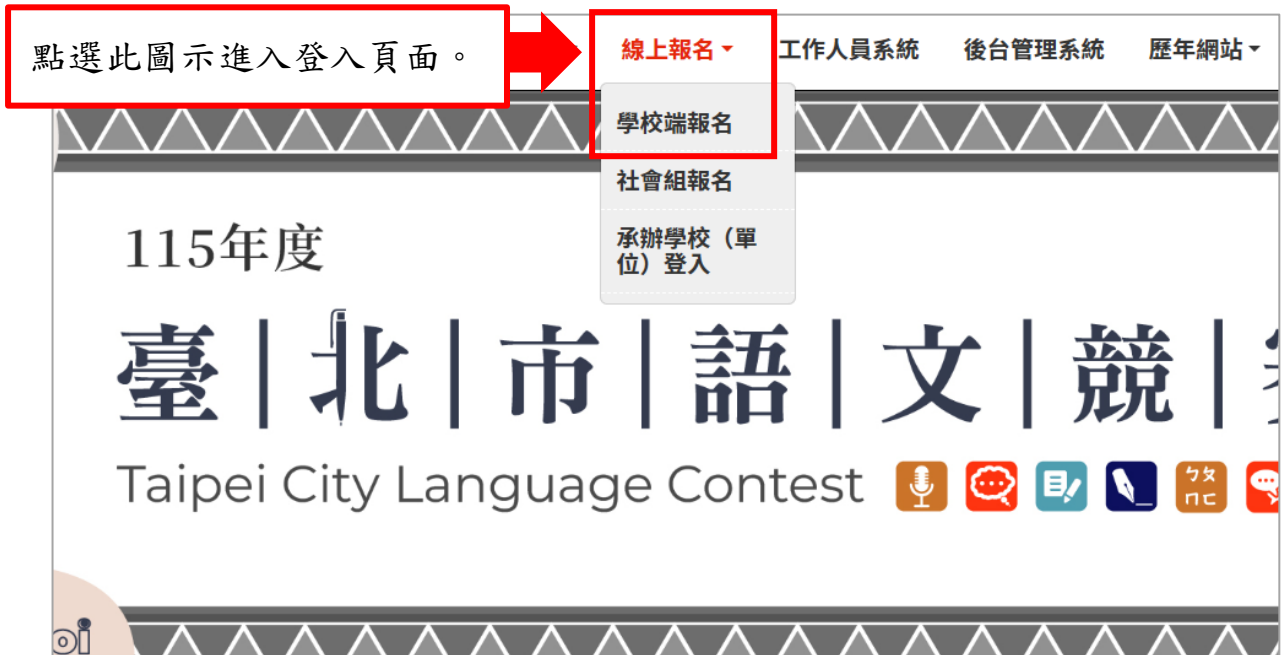 點選此圖示進入登入頁面。
線上報名 工作人員系統 後台管理系統 歷年網站
學校端報名
社會組報名
承辦學校（單
位）登入
115年度
臺|北|市|語|文|競|
Taipei City Language Contest
ㄅㄆ
ㄇㄈ
oi